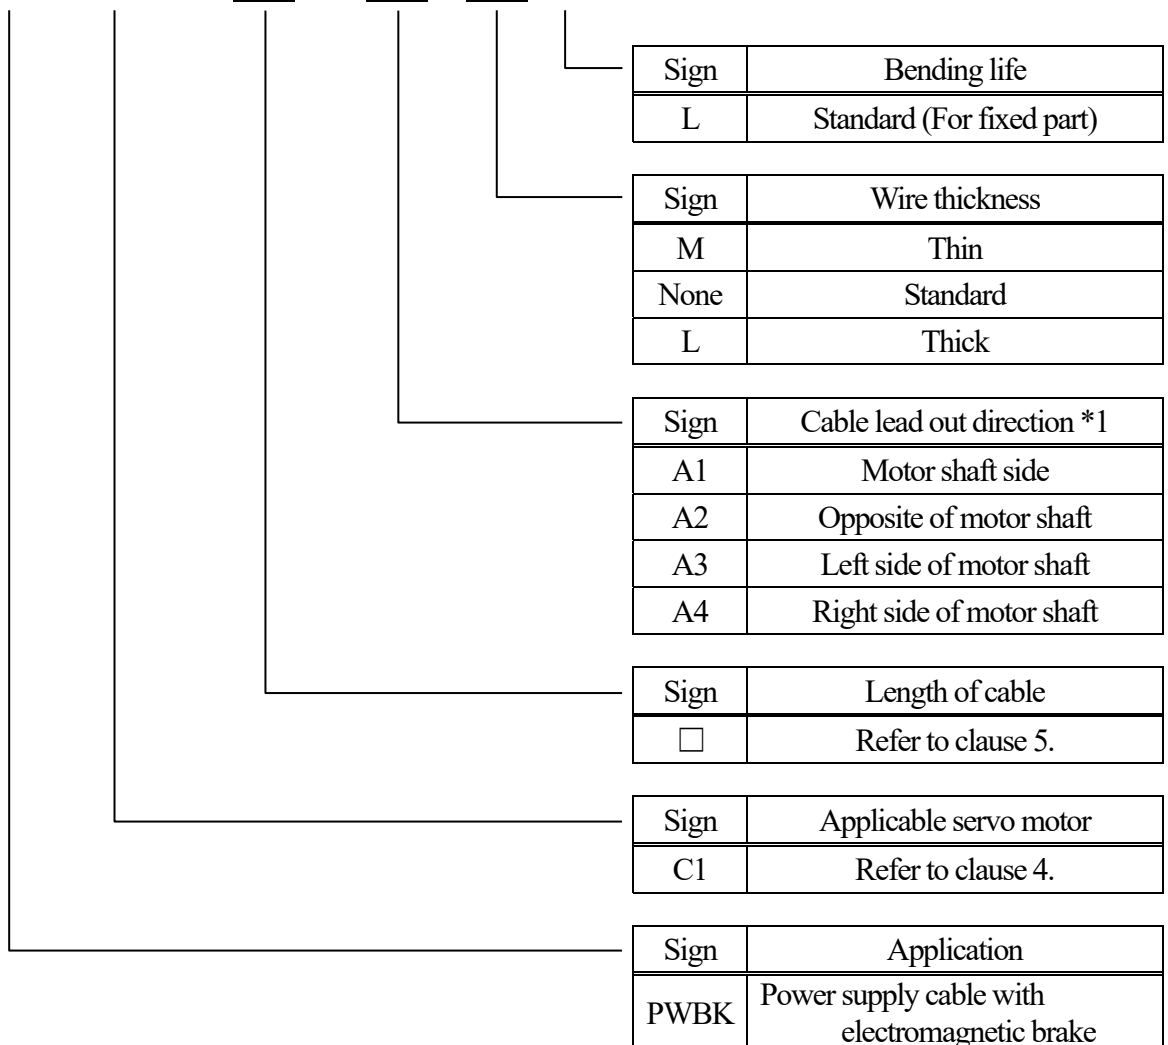 Sign Bending life
L Standard (For fixed part)
Sign Wire thickness
M Thin
None Standard
L Thick
Sign Cable lead out direction *1
A1 Motor shaft side
A2 Opposite of motor shaft
A3 Left side of motor shaft
A4 Right side of motor shaft
Sign Length of cable
□ Refer to clause 5.
Sign Applicable servo motor
C1 Refer to clause 4.
Sign Application
PWBK Power supply cable with
electromagnetic brake